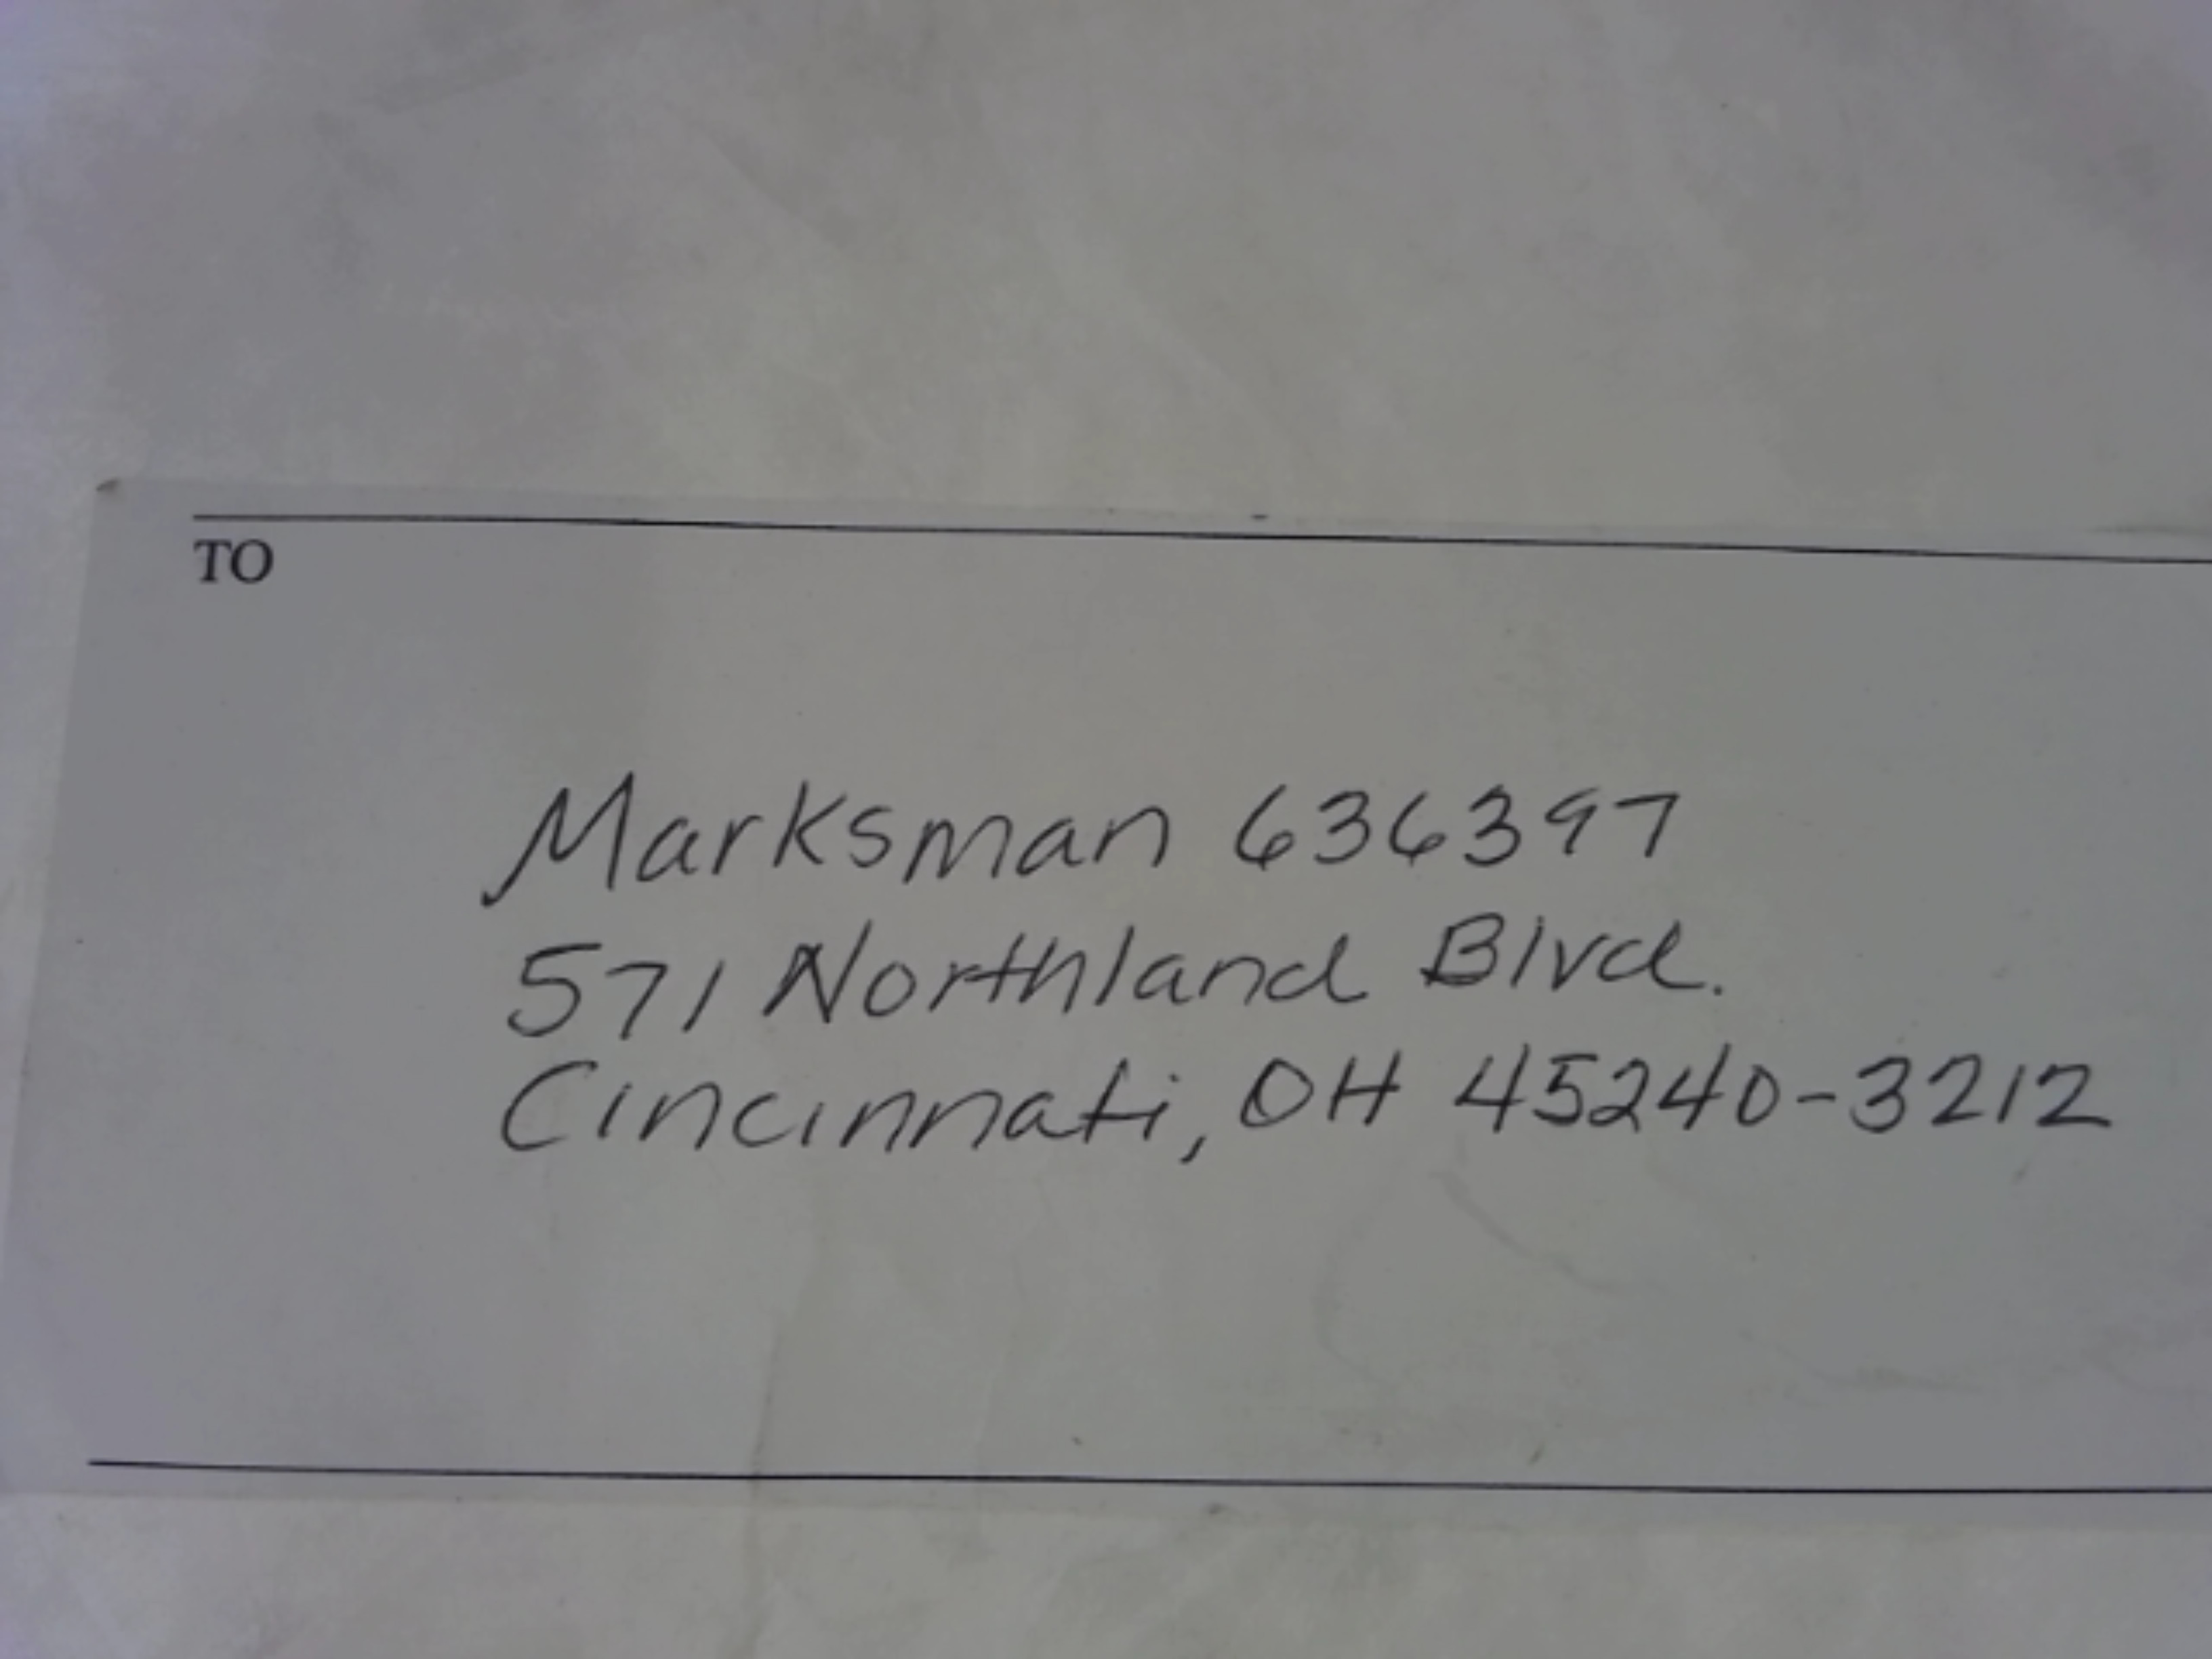 TO
Marksman 636397
571 Northland Blvd.
Cincinnati, OH 45240-3212